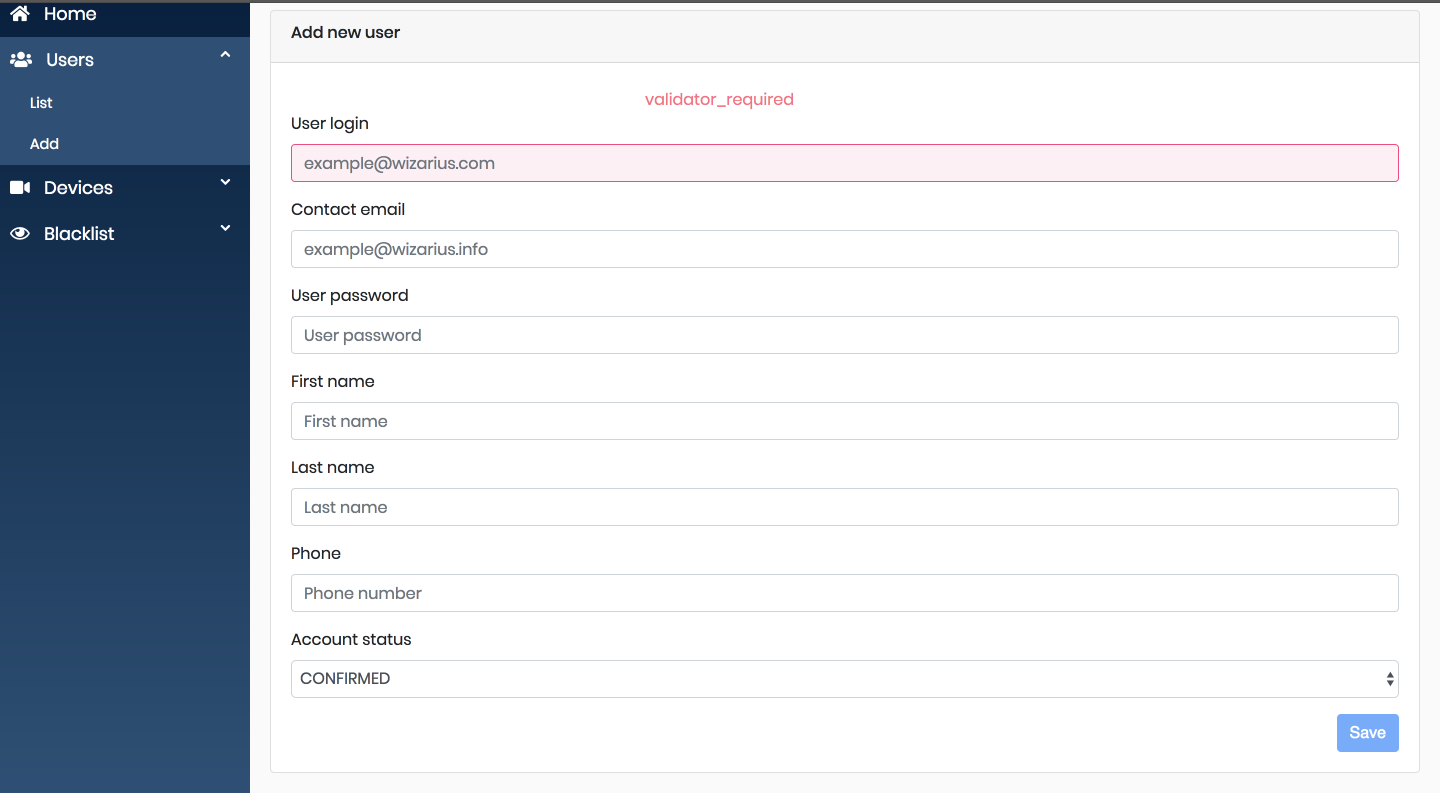 Home
Users
List
Add
Devices
Blacklist
Add new user
validator_required
User login
example@wizarius.com
Contact email
example@wizarius.info
User password
User password
First name
First name
Last name
Last name
Phone
Phone number
Account status
CONFIRMED
Save